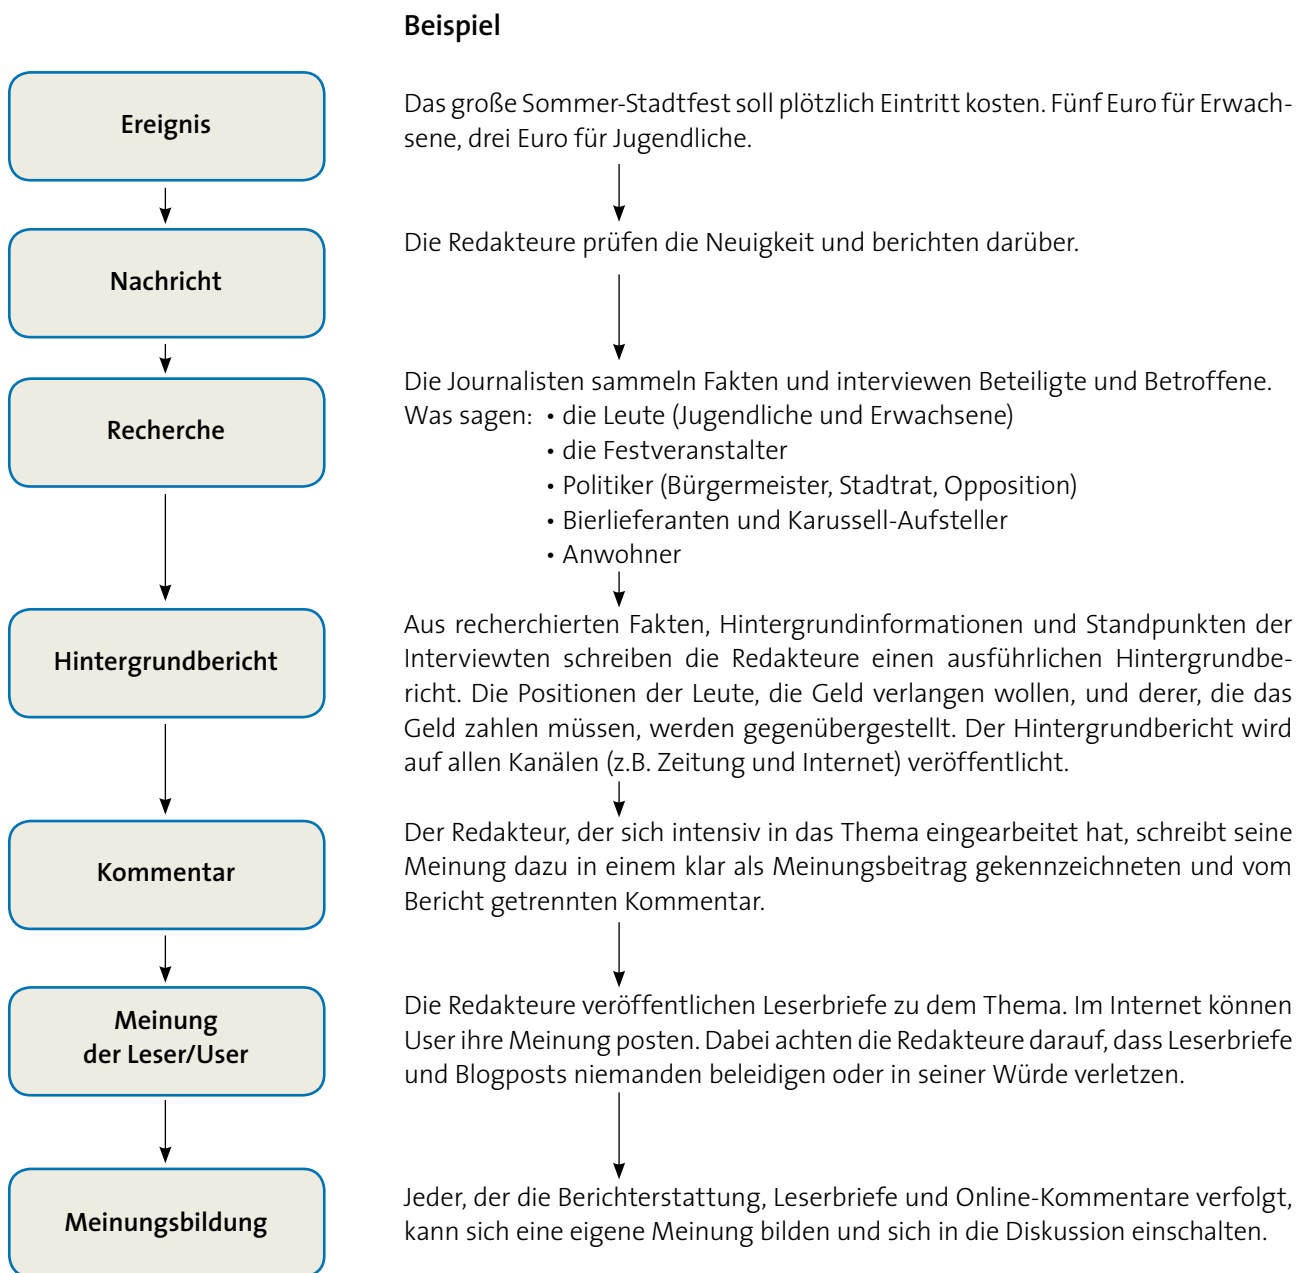 Beispiel
Ereignis
Das große Sommer-Stadtfest soll plötzlich Eintritt kosten. Fünf Euro für Erwach-
sene, drei Euro für Jugendliche.
Nachricht
Die Redakteure prüfen die Neuigkeit und berichten darüber.
Recherche
Die Journalisten sammeln Fakten und interviewen Beteiligte und Betroffene.
Was sagen: • die Leute (Jugendliche und Erwachsene)
• die Festveranstalter
• Politiker (Bürgermeister, Stadtrat, Opposition)
• Bierlieferanten und Karussell-Aufsteller
• Anwohner
Hintergrundbericht
Aus recherchierten Fakten, Hintergrundinformationen und Standpunkten der
Interviewten schreiben die Redakteure einen ausführlichen Hintergrundbe-
richt. Die Positionen der Leute, die Geld verlangen wollen, und derer, die das
Geld zahlen müssen, werden gegenübergestellt. Der Hintergrundbericht wird
auf allen Kanälen (z.B. Zeitung und Internet) veröffentlicht.
Kommentar
Der Redakteur, der sich intensiv in das Thema eingearbeitet hat, schreibt seine
Meinung dazu in einem klar als Meinungsbeitrag gekennzeichneten und vom
Bericht getrennten Kommentar.
Meinung
der Leser/User
Die Redakteure veröffentlichen Leserbriefe zu dem Thema. Im Internet können
User ihre Meinung posten. Dabei achten die Redakteure darauf, dass Leserbriefe
und Blogposts niemanden beleidigen oder in seiner Würde verletzen.
Meinungsbildung
Jeder, der die Berichterstattung, Leserbriefe und Online-Kommentare verfolgt,
kann sich eine eigene Meinung bilden und sich in die Diskussion einschalten.